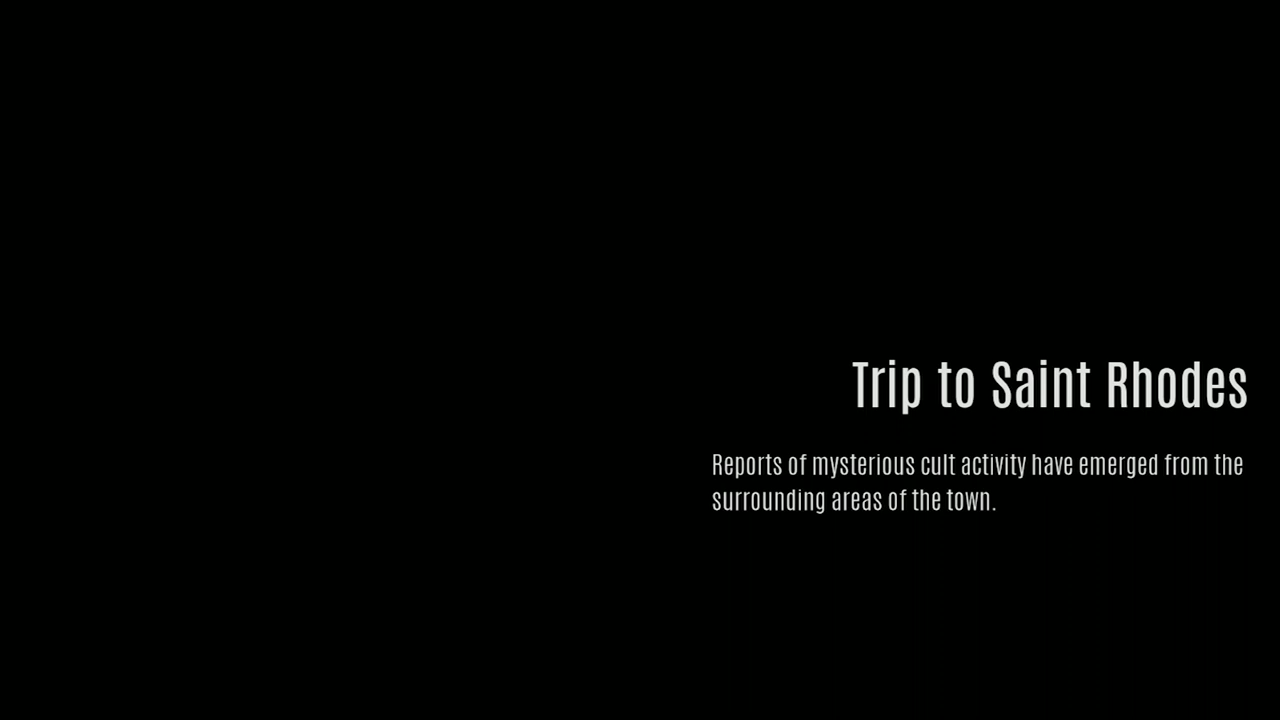 Trip to Saint Rhodes
Reports of mysterious cult activity have emerged from the
surrounding areas of the town.